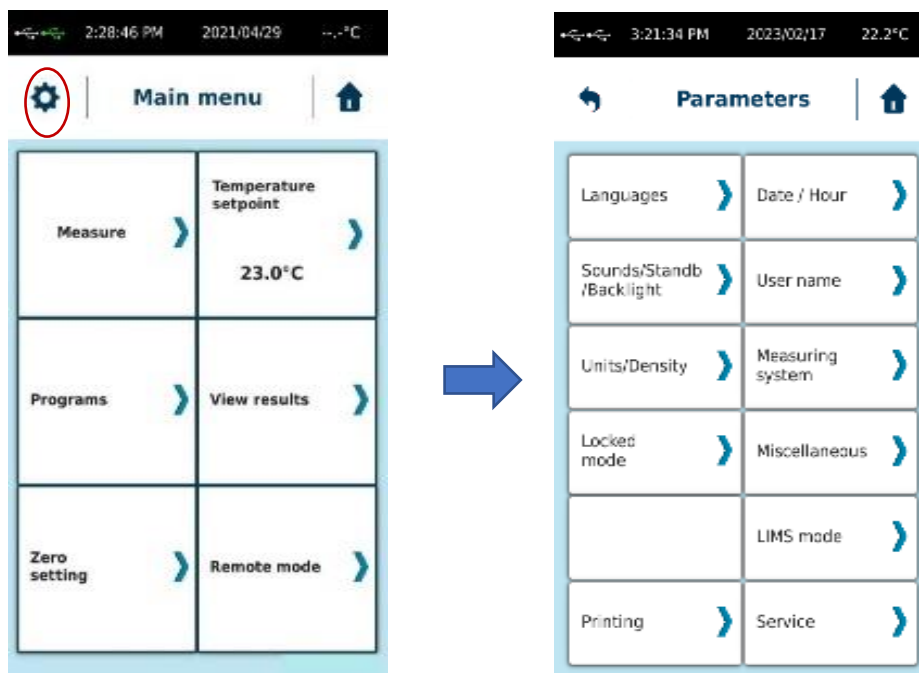 2:28:46 PM 2021/04/29 --.-°C
Main menu
Measure
Temperature
setpoint
23.0°C
Programs
View results
Zero
setting
Remote mode
3:21:34 PM 2023/02/17 22.2°C
Parameters
Languages
Date / Hour
Sounds/Standb
/Backlight
User name
Units/Density
Measuring
system
Locked
mode
Miscellaneous
LIMS mode
Printing
Service